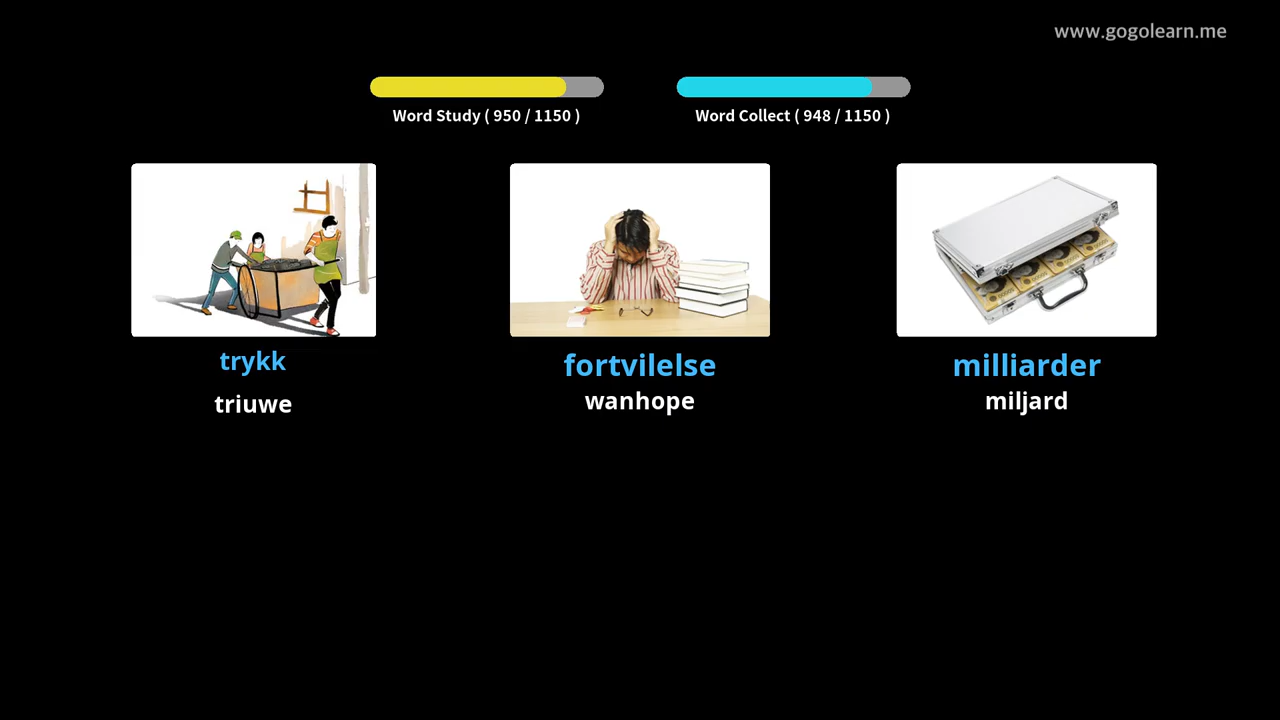 www.gogolearn.me
Word Study ( 950 / 1150 )
Word Collect ( 948 / 1150 )
trykk
fortvilelse
milliarder
triuwe
wanhope
miljard